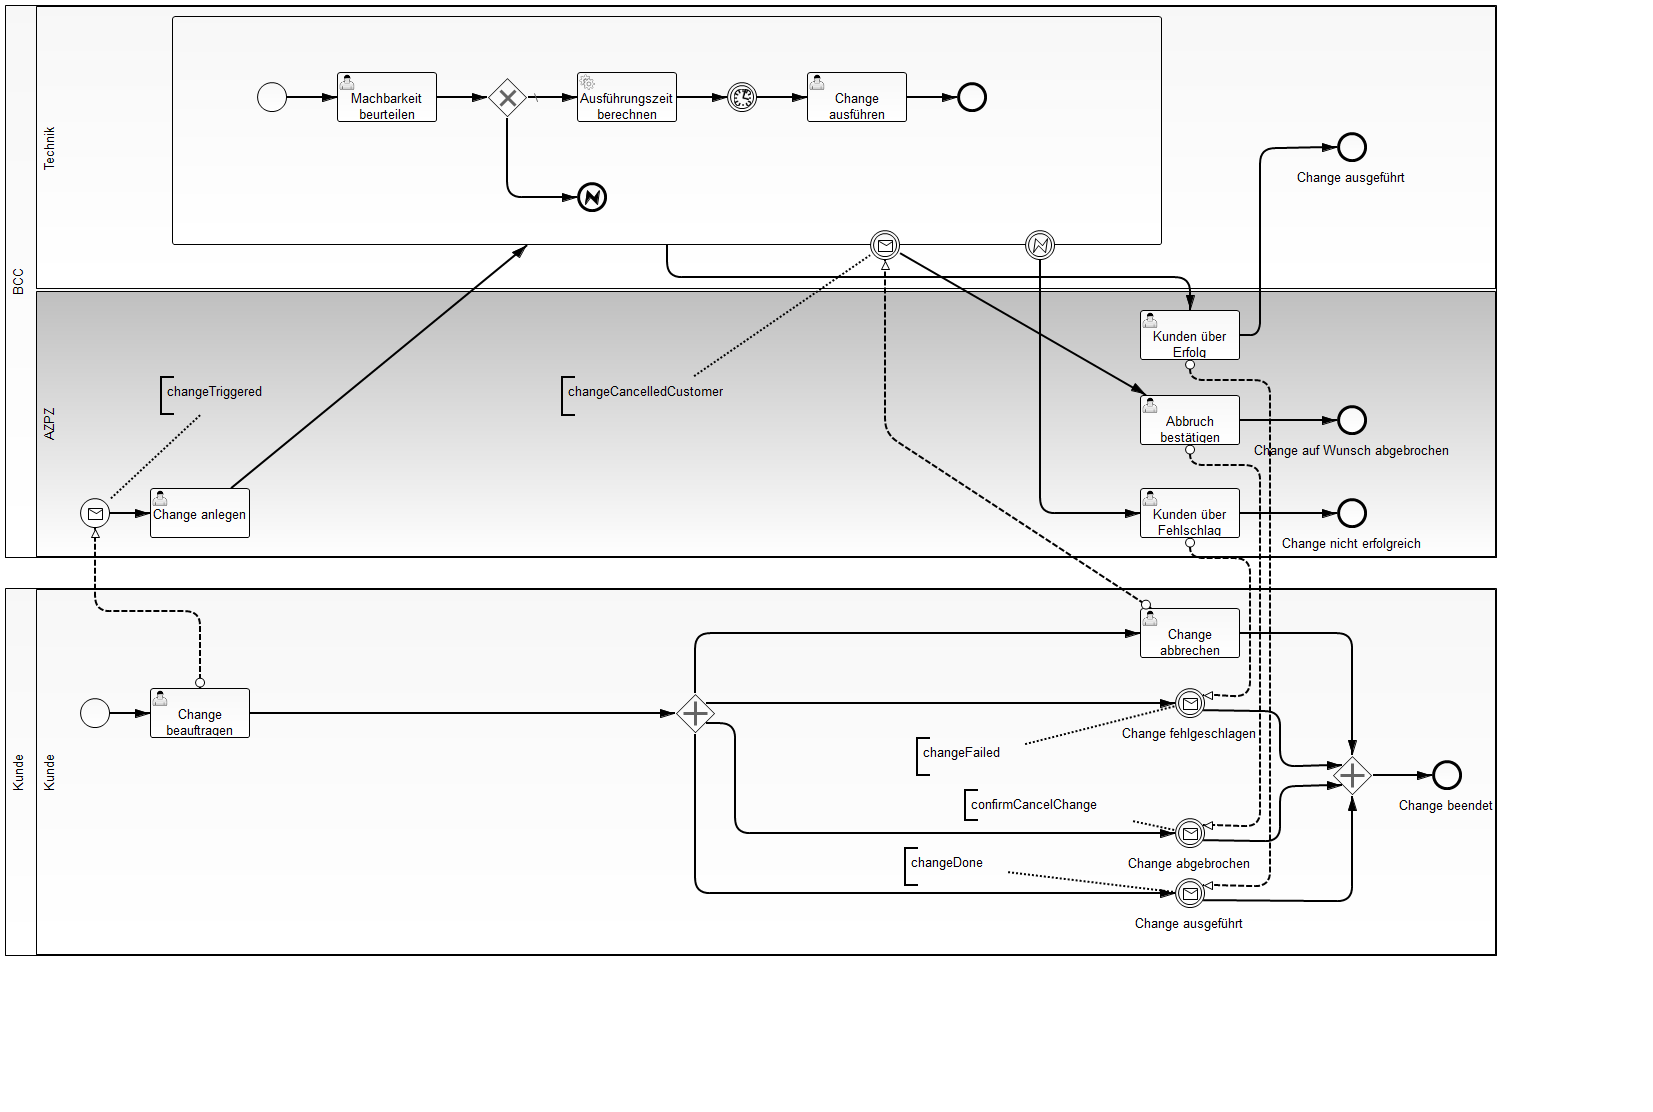 BCC
Technik
Machbarkeit
beurteilen
Ausführungszeit
berechnen
Change
ausführen
Change ausgeführt
AZPZ
changeTriggered
changeCancelledCustomer
Kunden über
Erfolg
Abbruch
bestätigen
Change auf Wunsch abgebrochen
Change anlegen
Kunden über
Fehlschlag
Change nicht erfolgreich
Kunde
Kunde
Change
beauftragen
Change
abbrechen
Change fehlgeschlagen
changeFailed
confirmCancelChange
Change abgebrochen
changeDone
Change ausgeführt
Change beendet